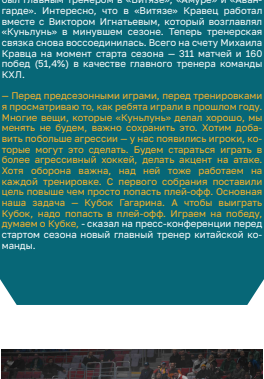 был главным тренером в «Витязе», «Амуре» и «Аван-
гарде». Интересно, что в «Витязе» Кравец работал
вместе с Виктором Игнатьевым, который возглавлял
«Куньлунь» в минувшем сезоне. Теперь тренерская
связка снова воссоединилась. Всего на счету Михаила
Кравца на момент старта сезона — 311 матчей и 160
побед (51,4%) в качестве главного тренера команды
КХЛ.
— Перед предсезонными играми, перед тренировками
я просматриваю то, как ребята играли в прошлом году.
Многие вещи, которые «Куньлунь» делал хорошо, мы
менять не будем, важно сохранить это. Хотим доба-
вить побольше агрессии — у нас появились игроки, ко-
торые могут это сделать. Будем стараться играть в
более агрессивный хоккей, делать акцент на атаке.
Хотя оборона важна, над ней тоже работаем на
каждой тренировке. С первого собрания поставили
цель повыше чем просто попасть плей-офф. Основная
наша задача — Кубок Гагарина. А чтобы выиграть
Кубок, надо попасть в плей-офф. Играем на победу,
думаем о Кубке, - сказал на пресс-конференции перед
стартом сезона новый главный тренер китайской ко-
манды.